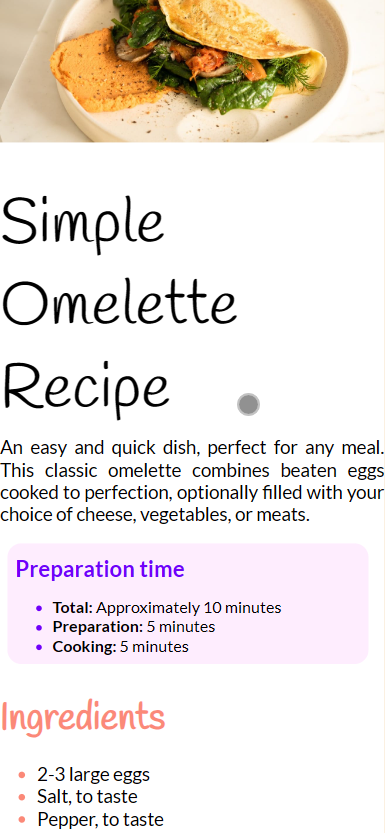 Simple
Omelette
Recipe
An easy and quick dish, perfect for any meal.
This classic omelette combines beaten eggs
cooked to perfection, optionally filled with your
choice of cheese, vegetables, or meats.
Preparation time
• Total: Approximately 10 minutes
• Preparation: 5 minutes
• Cooking: 5 minutes
Ingredients
• 2-3 large eggs
• Salt, to taste
• Pepper, to taste